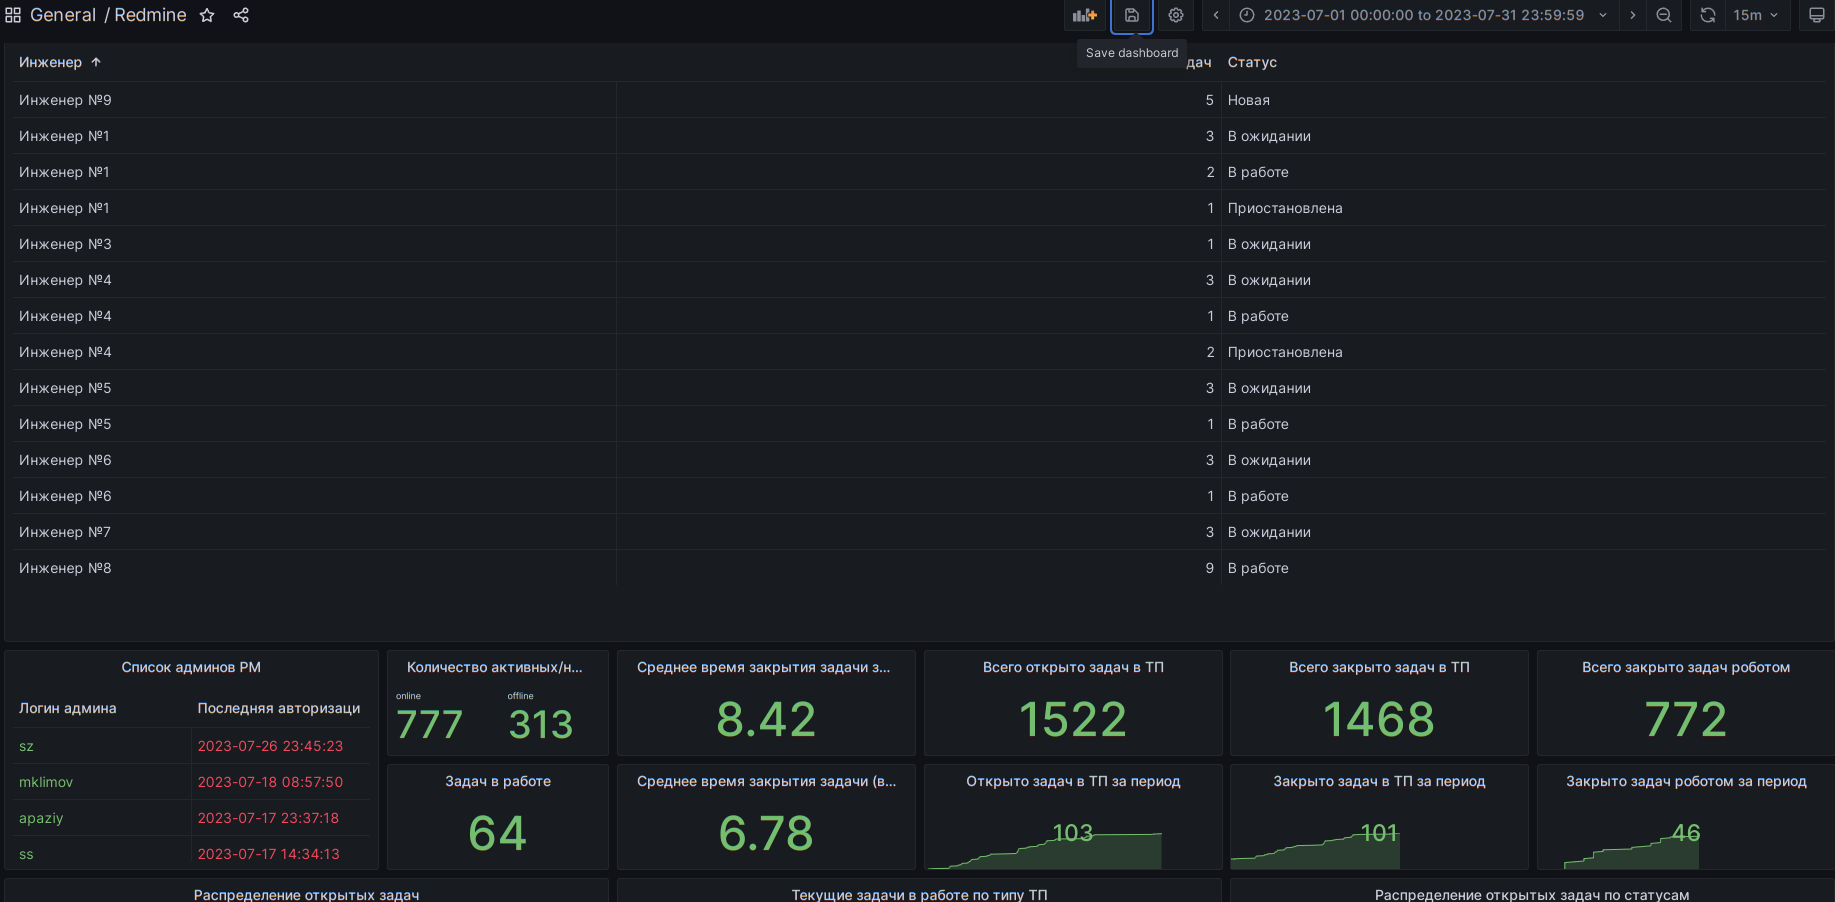 General / Redmine
2023-07-01 00:00:00 to 2023-07-31 23:59:59
15m
Save dashboard
Инженер дач Статус
Инженер №9 5 Новая
Инженер №1 3 В ожидании
Инженер №1 2 В работе
Инженер №1 1 Приостановлена
Инженер №3 1 В ожидании
Инженер №4 3 В ожидании
Инженер №4 1 В работе
Инженер №4 2 Приостановлена
Инженер №5 3 В ожидании
Инженер №5 1 В работе
Инженер №6 3 В ожидании
Инженер №6 1 В работе
Инженер №7 3 В ожидании
Инженер №8 9 В работе
Список админов РМ
Логин админа Последняя авторизаци
sz 2023-07-26 23:45:23
mklimov 2023-07-18 08:57:50
apaziy 2023-07-17 23:37:18
ss 2023-07-17 14:34:13
Количество активных/н...
online offline
777 313
Среднее время закрытия задачи з...
8.42
Всего открыто задач в ТП
1522
Всего закрыто задач в ТП
1468
Всего закрыто задач роботом
772
Задач в работе
64
Среднее время закрытия задачи (в...
6.78
Открыто задач в ТП за период
103
Закрыто задач в ТП за период
101
Закрыто задач роботом за период
46
Распределение открытых задач
Текущие задачи в работе по типу ТП
Распределение открытых задач по статусам